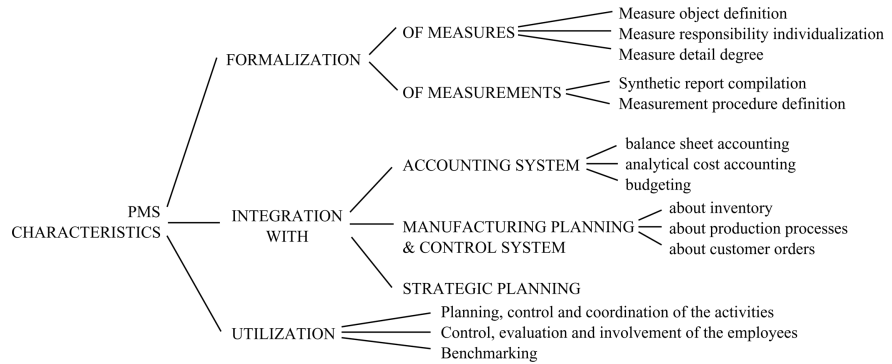 PMS
CHARACTERISTICS
FORMALIZATION
OF MEASURES
Measure object definition
Measure responsibility individualization
Measure detail degree
OF MEASUREMENTS
Synthetic report compilation
Measurement procedure definition
INTEGRATION
WITH
ACCOUNTING SYSTEM
balance sheet accounting
analytical cost accounting
budgeting
MANUFACTURING PLANNING
& CONTROL SYSTEM
about inventory
about production processes
about customer orders
STRATEGIC PLANNING
UTILIZATION
Planning, control and coordination of the activities
Control, evaluation and involvement of the employees
Benchmarking